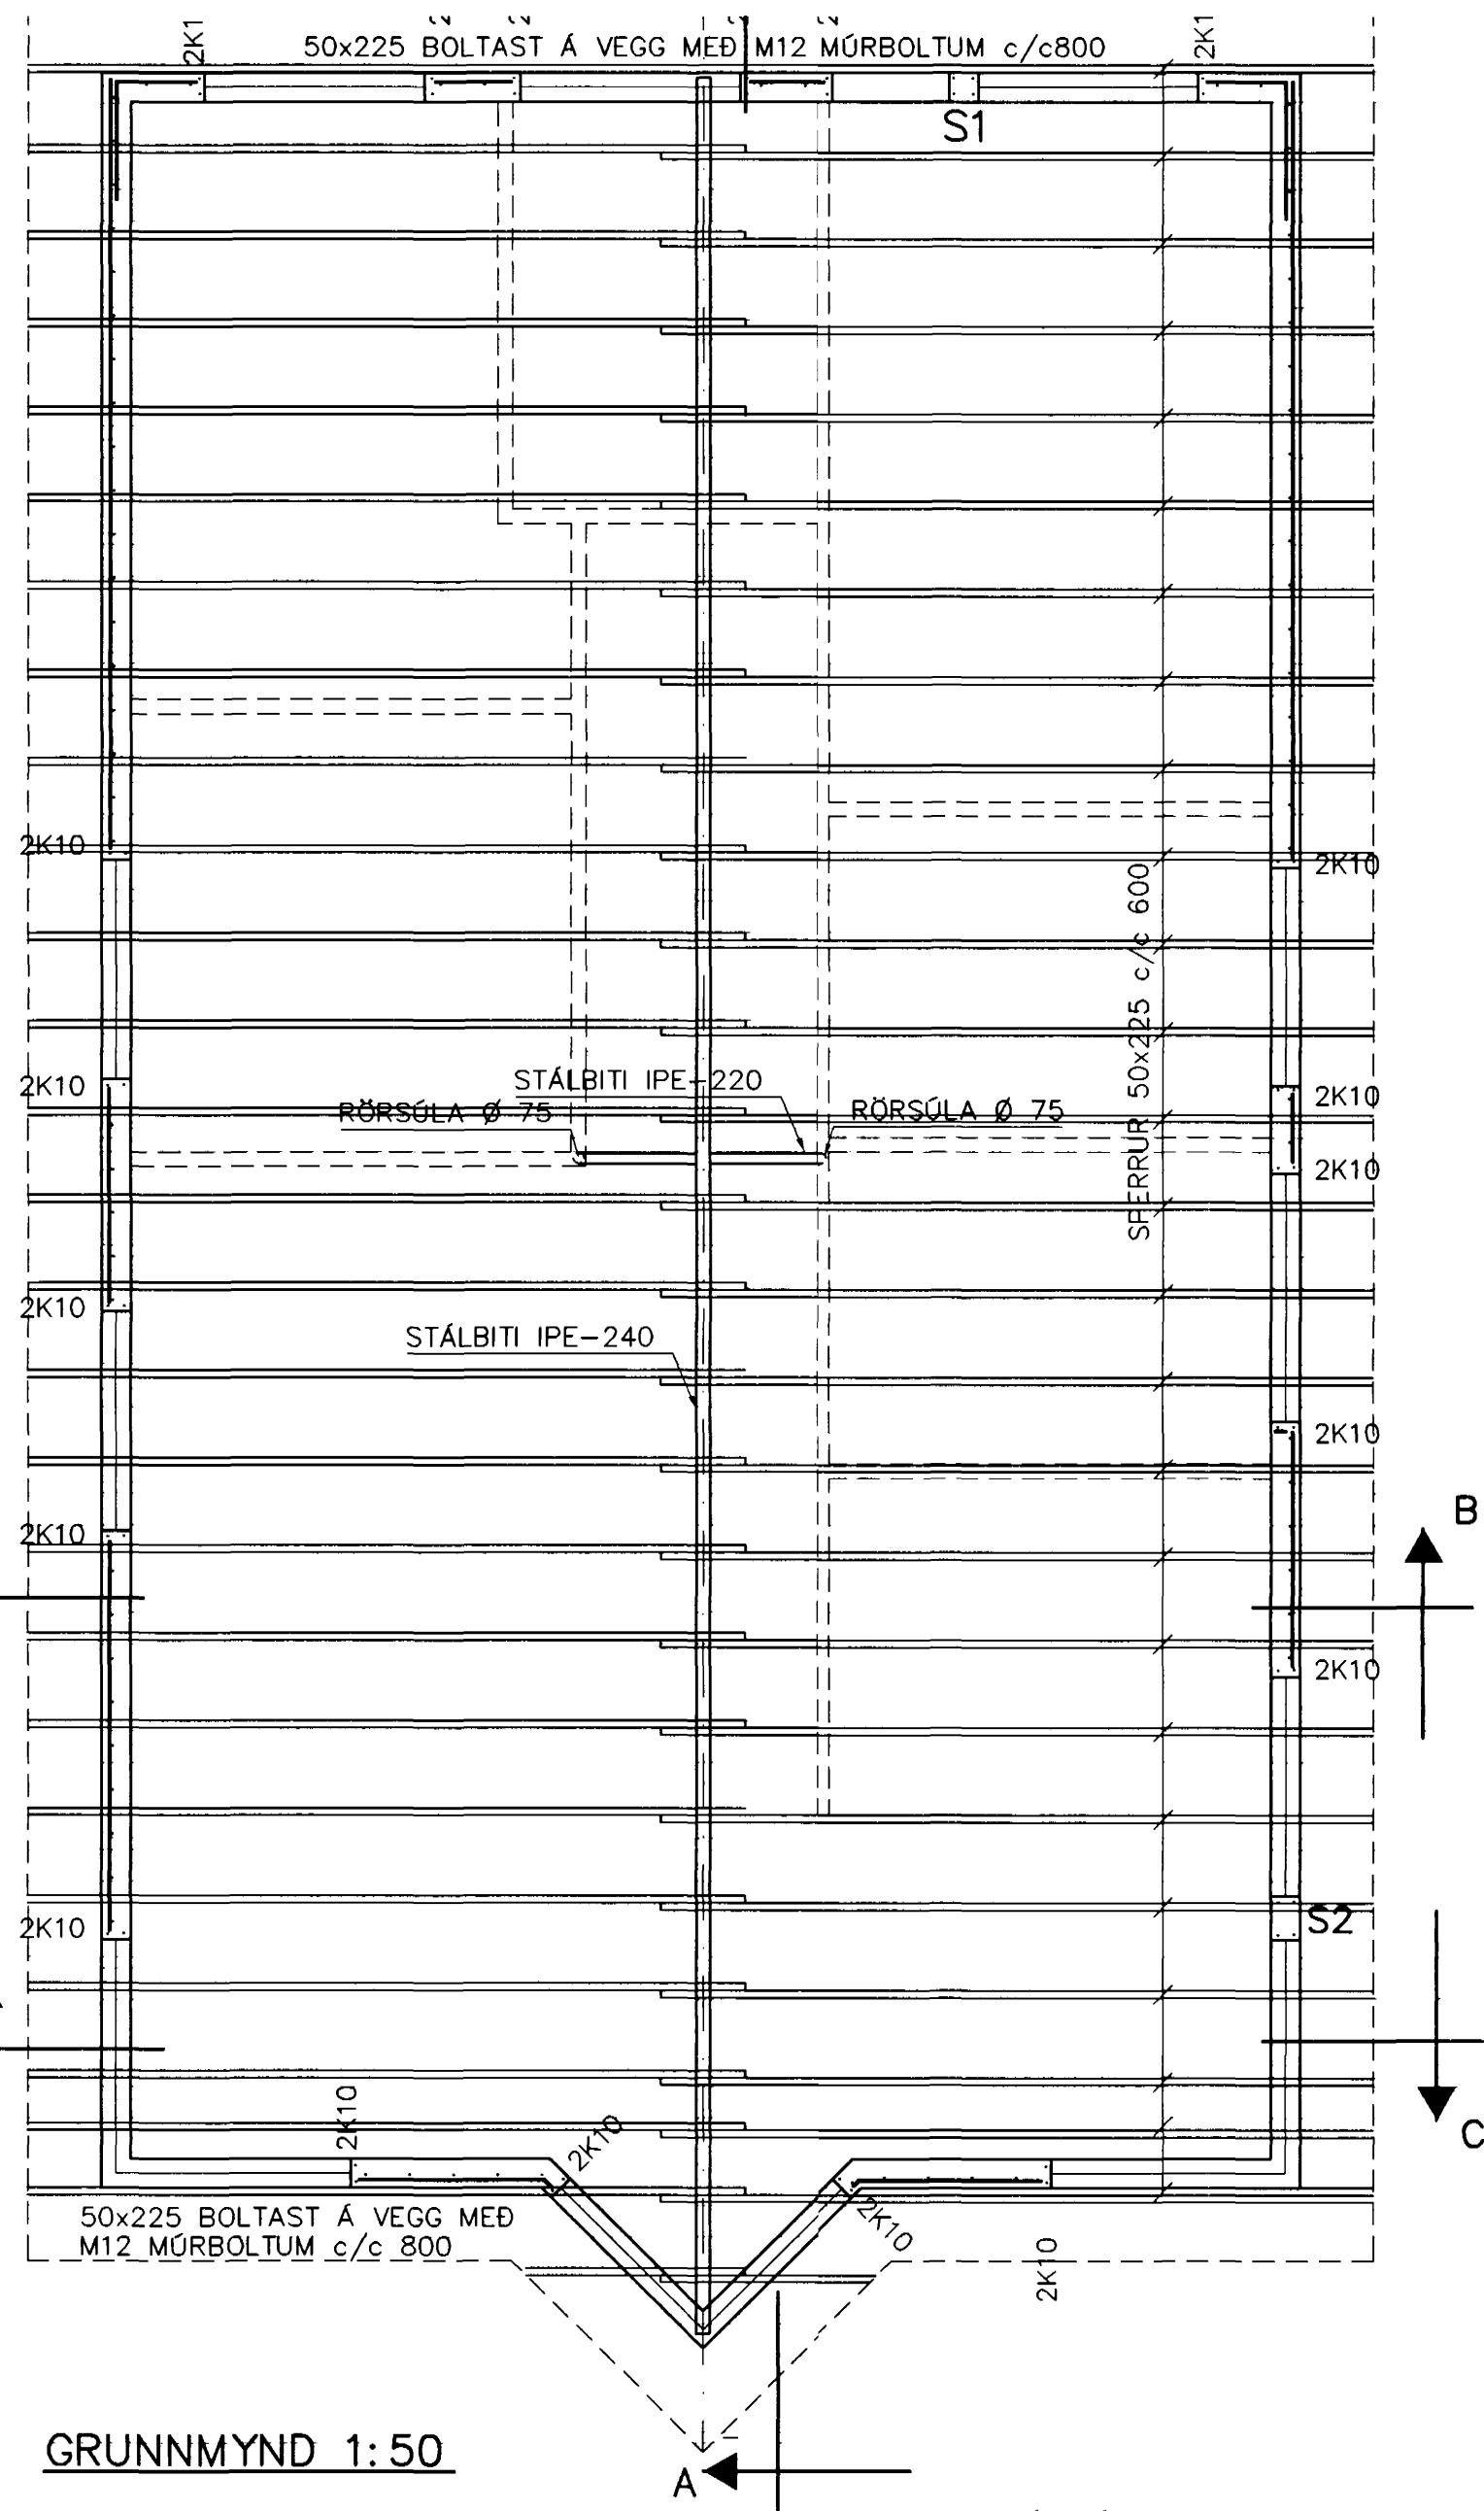 2K1
2K1
50x225 BOLTAST Á VEGG MEÐ M12 MÚRBOLTUM c/c800
S1
2K10
2K10
SPERRUR 50x225 c/c 600
2K10
STÁLBITI IPE-220
2K10
RÖRSÚLA Ø 75
RÖRSÚLA Ø 75
2K10
2K10
STÁLBITI IPE-240
2K10
B
2K10
2K10
S2
2K10
2K10
2K10
C
50x225 BOLTAST Á VEGG MEÐ
M12 MÚRBOLTUM c/c 800
2K10
2K10
GRUNNMYND 1:50
A